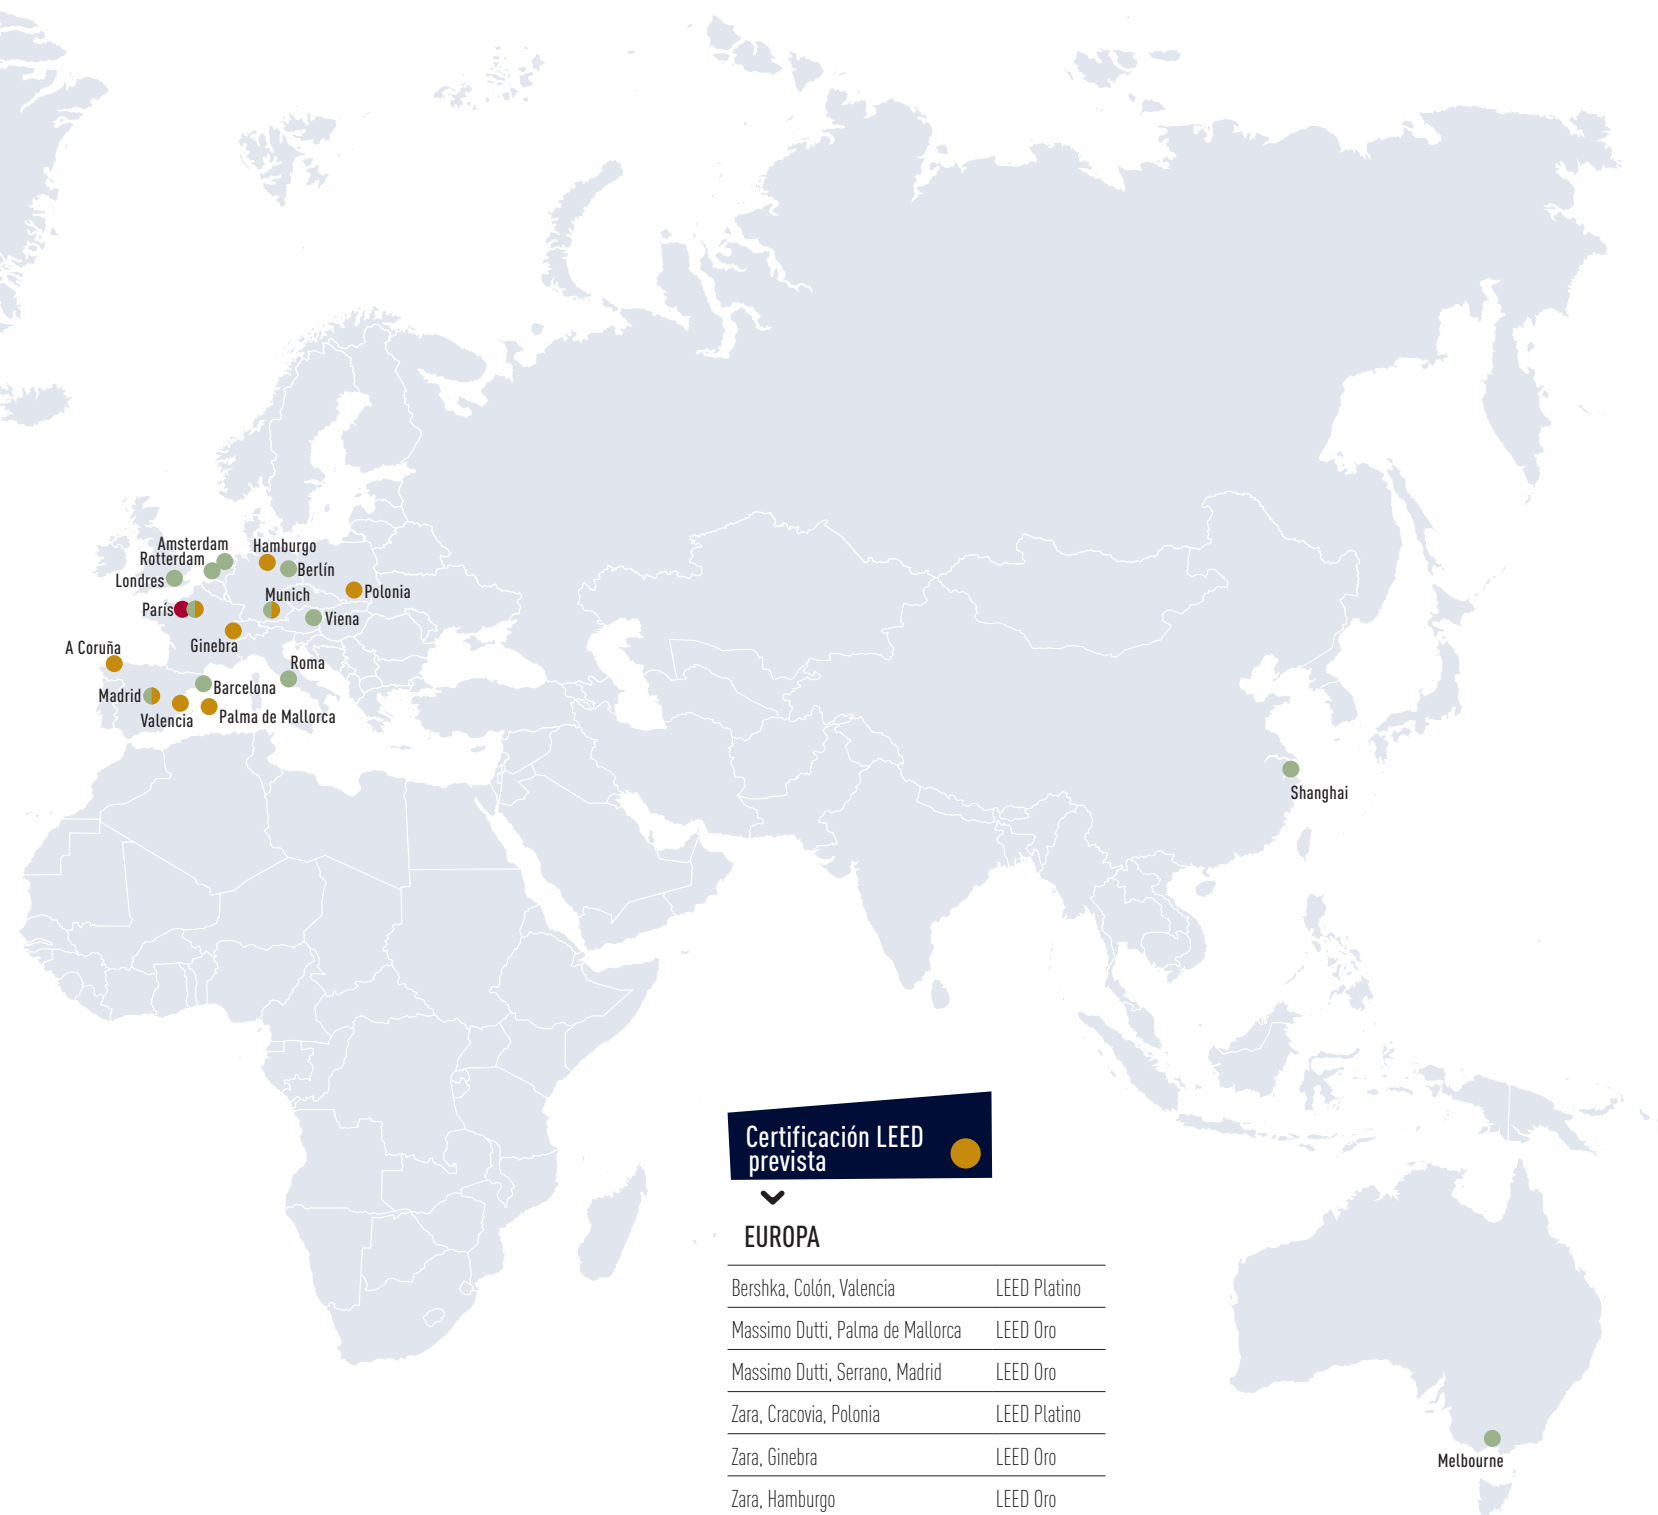 Amsterdam
Hamburgo
Rotterdam
Berlín
Londres
Polonia
Munich
París
Viena
Ginebra
A Coruña
Roma
Barcelona
Madrid
Palma de Mallorca
Valencia
Shanghai
Certificación LEED
prevista
EUROPA
Bershka, Colón, Valencia LEED Platino
Massimo Dutti, Palma de Mallorca LEED Oro
Massimo Dutti, Serrano, Madrid LEED Oro
Zara, Cracovia, Polonia LEED Platino
Zara, Ginebra LEED Oro
Zara, Hamburgo LEED Oro
Melbourne